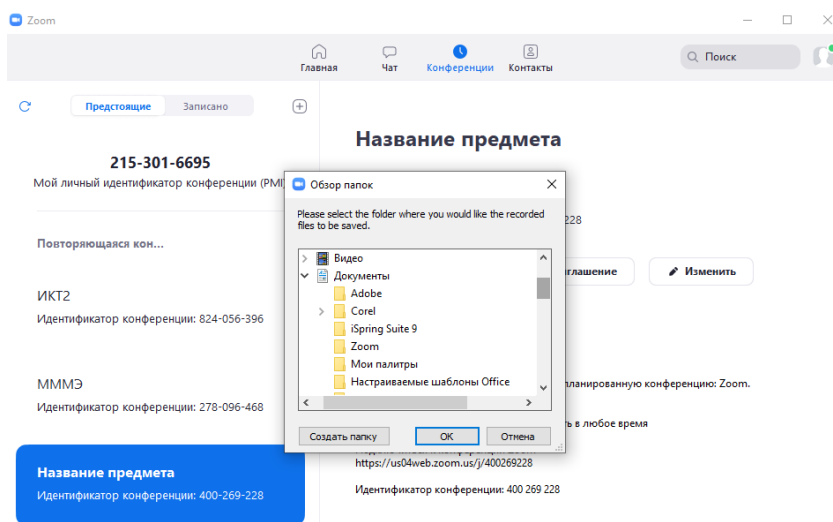 Zoom
Главная
Чат
Конференции
Контакты
Поиск
Предстоящие
Записано
215-301-6695
Мой личный идентификатор конференции (PMI)
Повторяющаяся кон...
ИКТ2
Идентификатор конференции: 824-056-396
МММЭ
Идентификатор конференции: 278-096-468
Название предмета
Идентификатор конференции: 400-269-228
Название предмета
228
глашение
Изменить
Обзор папок
Please select the folder where you would like the recorded
files to be saved.
Видео
Документы
Adobe
Corel
iSpring Suite 9
Zoom
Мои палитры
Настраиваемые шаблоны Office
Создать папку
OK
Отмена
планированную конференцию: Zoom.
ь в любое время
https://us04web.zoom.us/j/400269228
Идентификатор конференции: 400 269 228